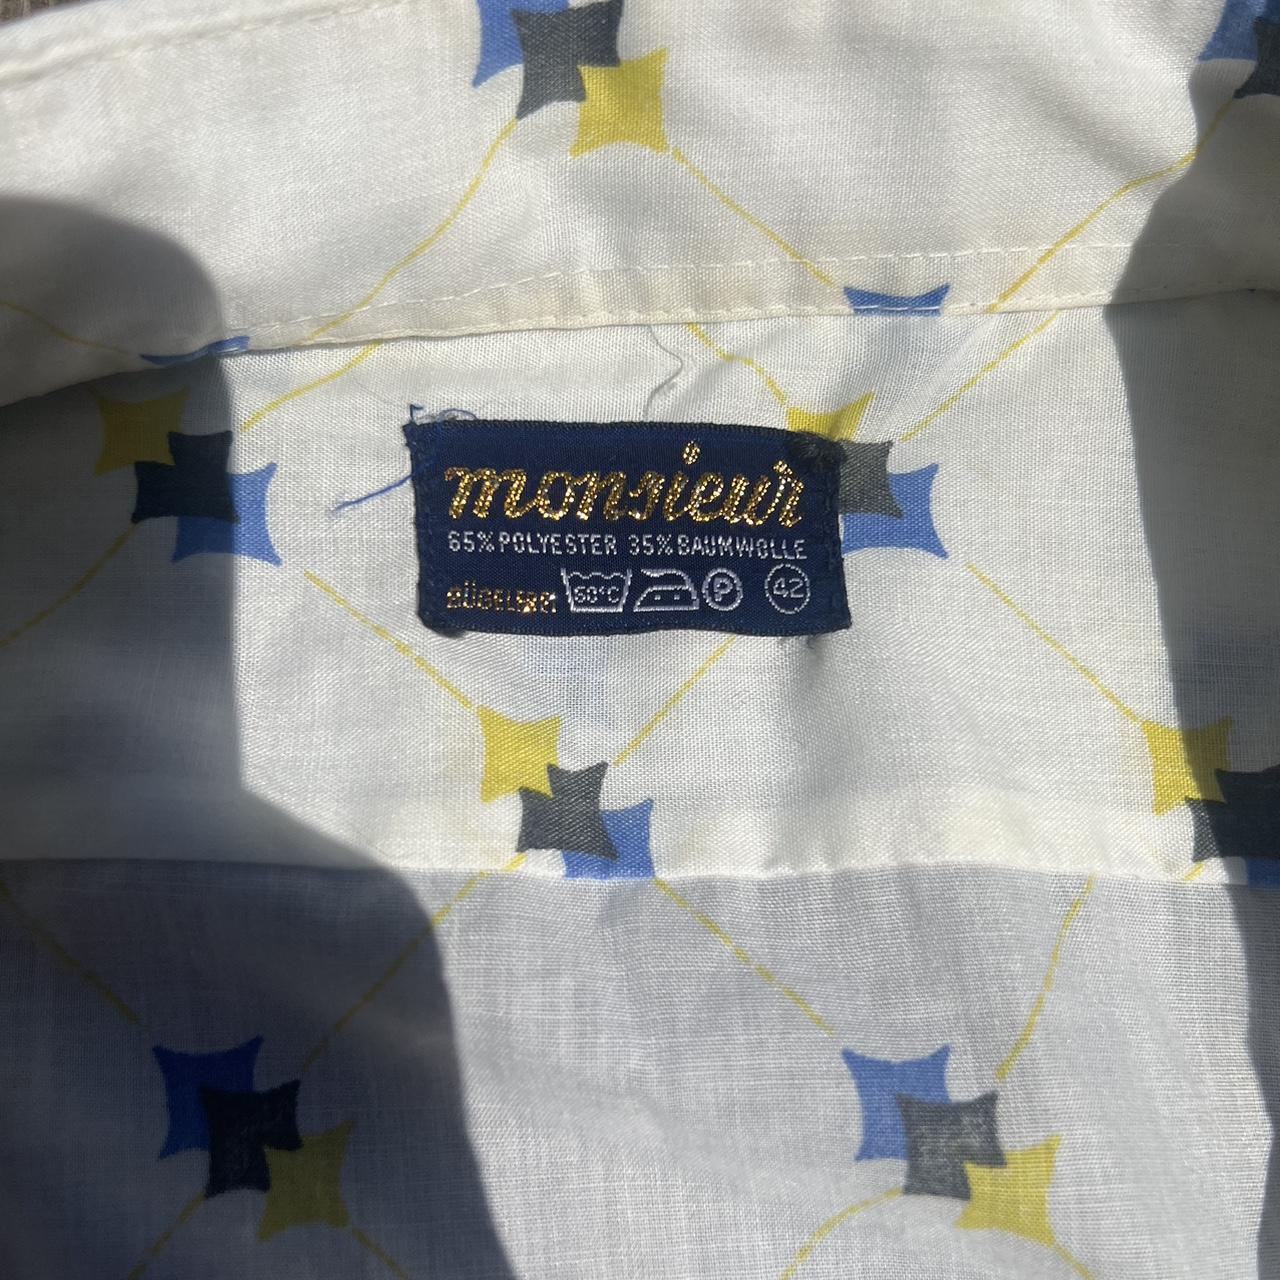 monsieur
65% POLYESTER 35% BAUMWOLLE
BÜGELFREI 60°C P 42